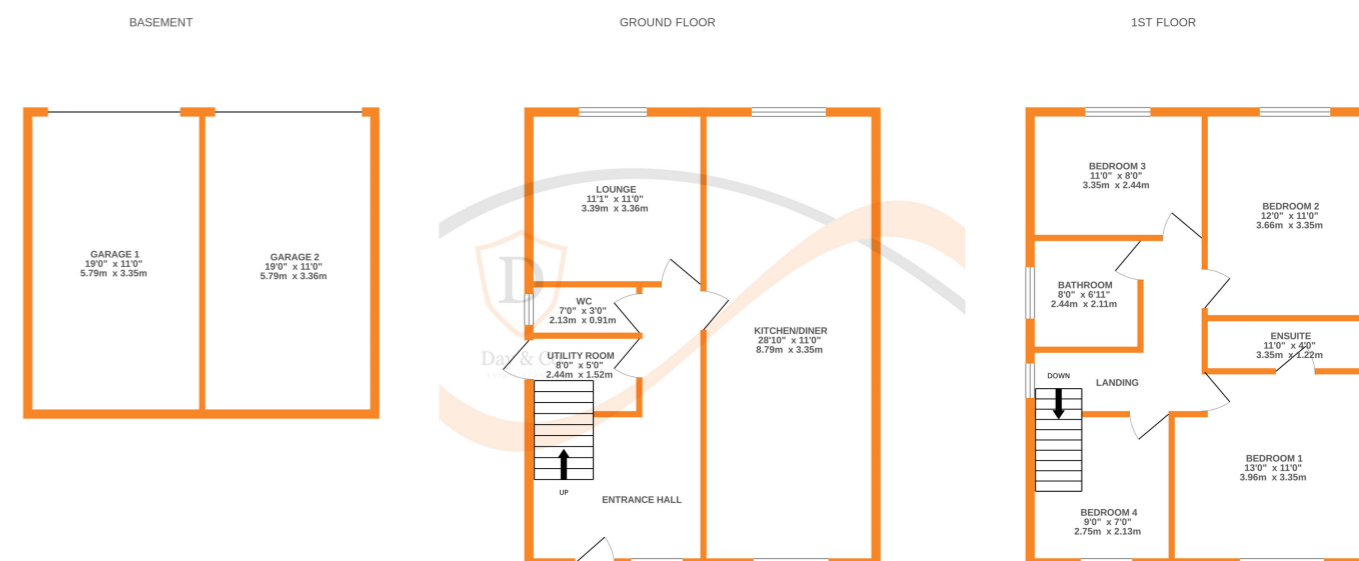 BASEMENT
GROUND FLOOR
1ST FLOOR
GARAGE 1
19'0" x 11'0"
5.79m x 3.35m
GARAGE 2
19'0" x 11'0"
5.79m x 3.36m
LOUNGE
11'1" x 11'0"
3.39m x 3.36m
WC
7'0" x 3'0"
2.13m x 0.91m
UTILITY ROOM
8'0" x 5'0"
2.44m x 1.52m
KITCHEN/DINER
28'10" x 11'0"
8.79m x 3.35m
UP
ENTRANCE HALL
D
Day & Co
BEDROOM 3
11'0" x 8'0"
3.35m x 2.44m
BEDROOM 2
12'0" x 11'0"
3.66m x 3.35m
BATHROOM
8'0" x 6'11"
2.44m x 2.11m
ENSUITE
11'0" x 4'0"
3.35m x 1.22m
DOWN
LANDING
BEDROOM 1
13'0" x 11'0"
3.96m x 3.35m
BEDROOM 4
9'0" x 7'0"
2.75m x 2.13m